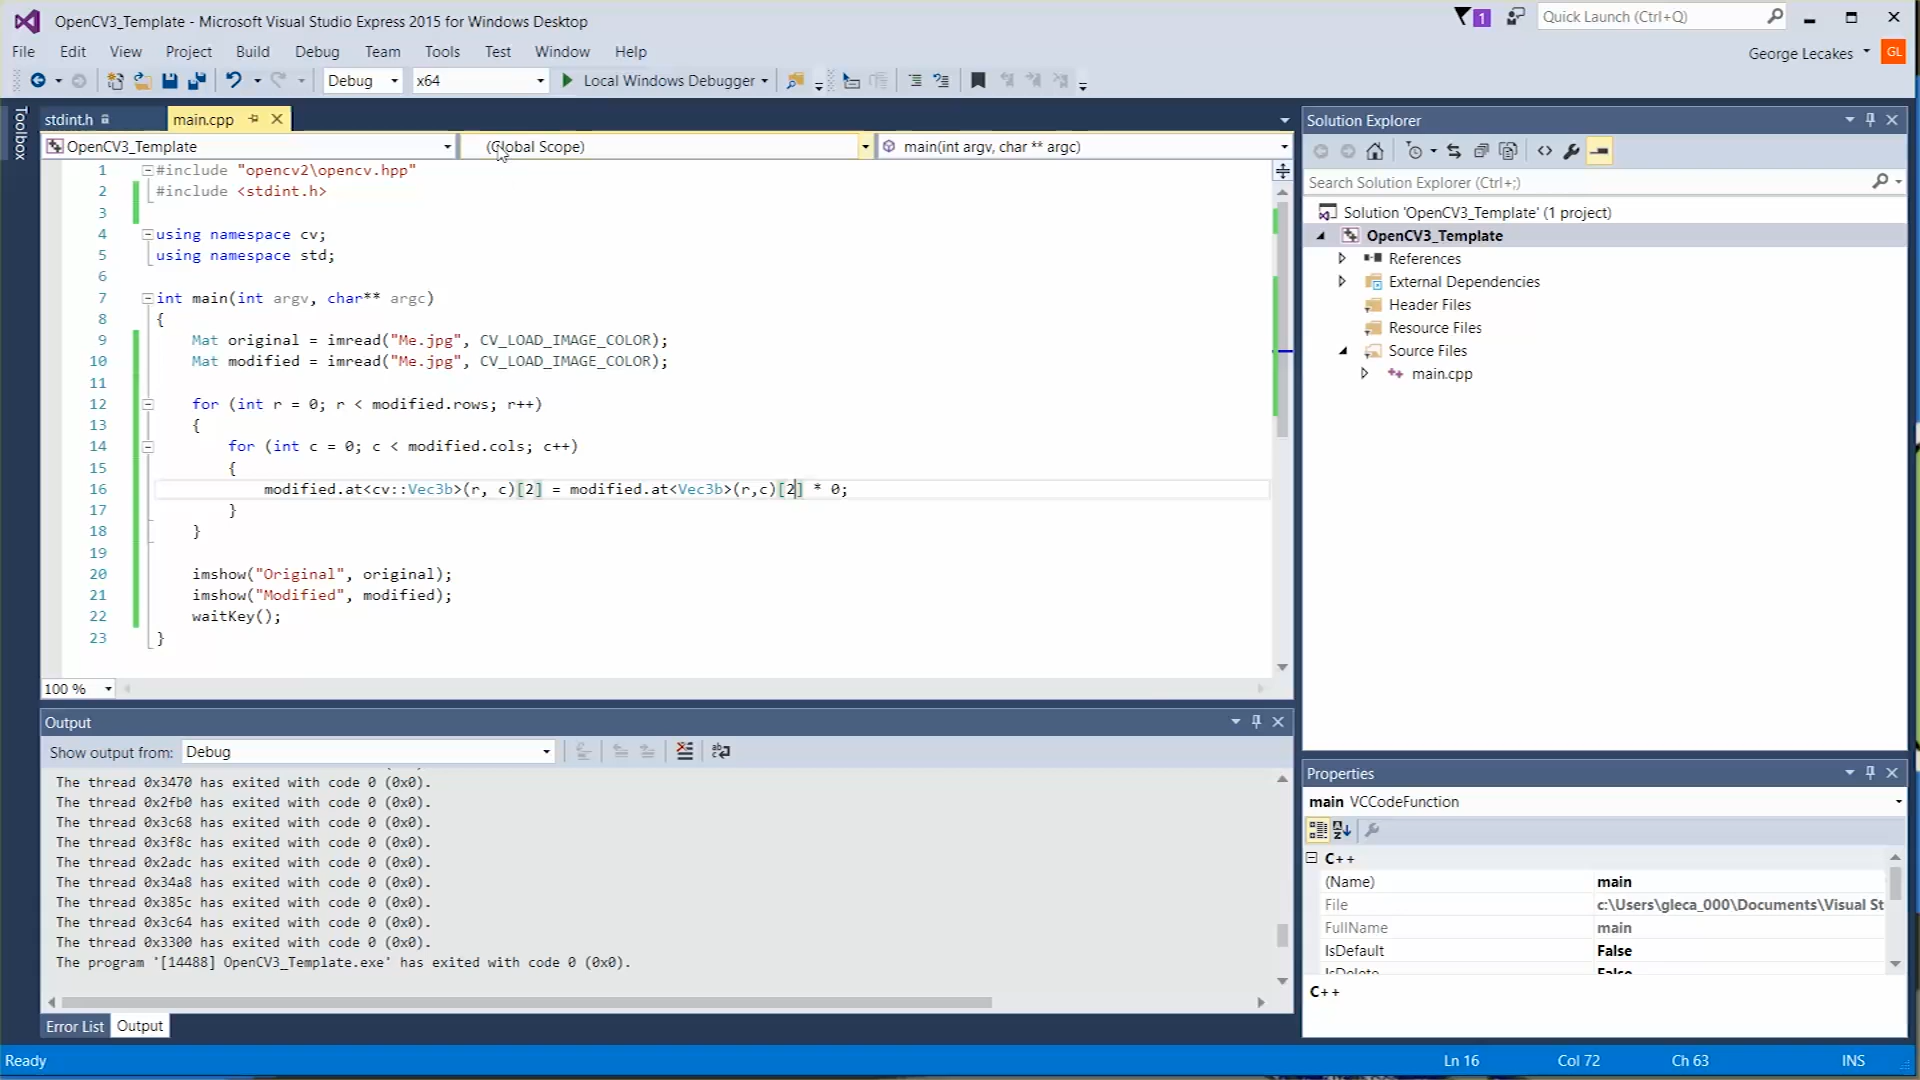 OpenCV3_Template - Microsoft Visual Studio Express 2015 for Windows Desktop
1
Quick Launch (Ctrl+Q)
File Edit View Project Build Debug Team Tools Test Window Help
George Lecakes GL
Debug x64 Local Windows Debugger
Toolbox
stdint.h main.cpp
OpenCV3_Template (Global Scope) main(int argv, char ** argc)
1 #include "opencv2\opencv.hpp"
2 #include <stdint.h>
3
4 using namespace cv;
5 using namespace std;
6
7 int main(int argv, char** argc)
8 {
9 Mat original = imread("Me.jpg", CV_LOAD_IMAGE_COLOR);
10 Mat modified = imread("Me.jpg", CV_LOAD_IMAGE_COLOR);
11
12 for (int r = 0; r < modified.rows; r++)
13 {
14 for (int c = 0; c < modified.cols; c++)
15 {
16 modified.at<cv::Vec3b>(r, c)[2] = modified.at<Vec3b>(r,c)[2] * 0;
17 }
18 }
19
20 imshow("Original", original);
21 imshow("Modified", modified);
22 waitKey();
23 }
100 %
Output
Show output from: Debug
The thread 0x3470 has exited with code 0 (0x0).
The thread 0x2fb0 has exited with code 0 (0x0).
The thread 0x3c68 has exited with code 0 (0x0).
The thread 0x3f8c has exited with code 0 (0x0).
The thread 0x2adc has exited with code 0 (0x0).
The thread 0x34a8 has exited with code 0 (0x0).
The thread 0x385c has exited with code 0 (0x0).
The thread 0x3c64 has exited with code 0 (0x0).
The thread 0x3300 has exited with code 0 (0x0).
The program '[14488] OpenCV3_Template.exe' has exited with code 0 (0x0).
Error List Output
Solution Explorer
Search Solution Explorer (Ctrl+;)
Solution 'OpenCV3_Template' (1 project)
OpenCV3_Template
References
External Dependencies
Header Files
Resource Files
Source Files
main.cpp
Properties
main VCCodeFunction
C++
(Name) main
File c:\Users\gleca_000\Documents\Visual St
FullName main
IsDefault False
IsDelete False
C++
Ready Ln 16 Col 72 Ch 63 INS